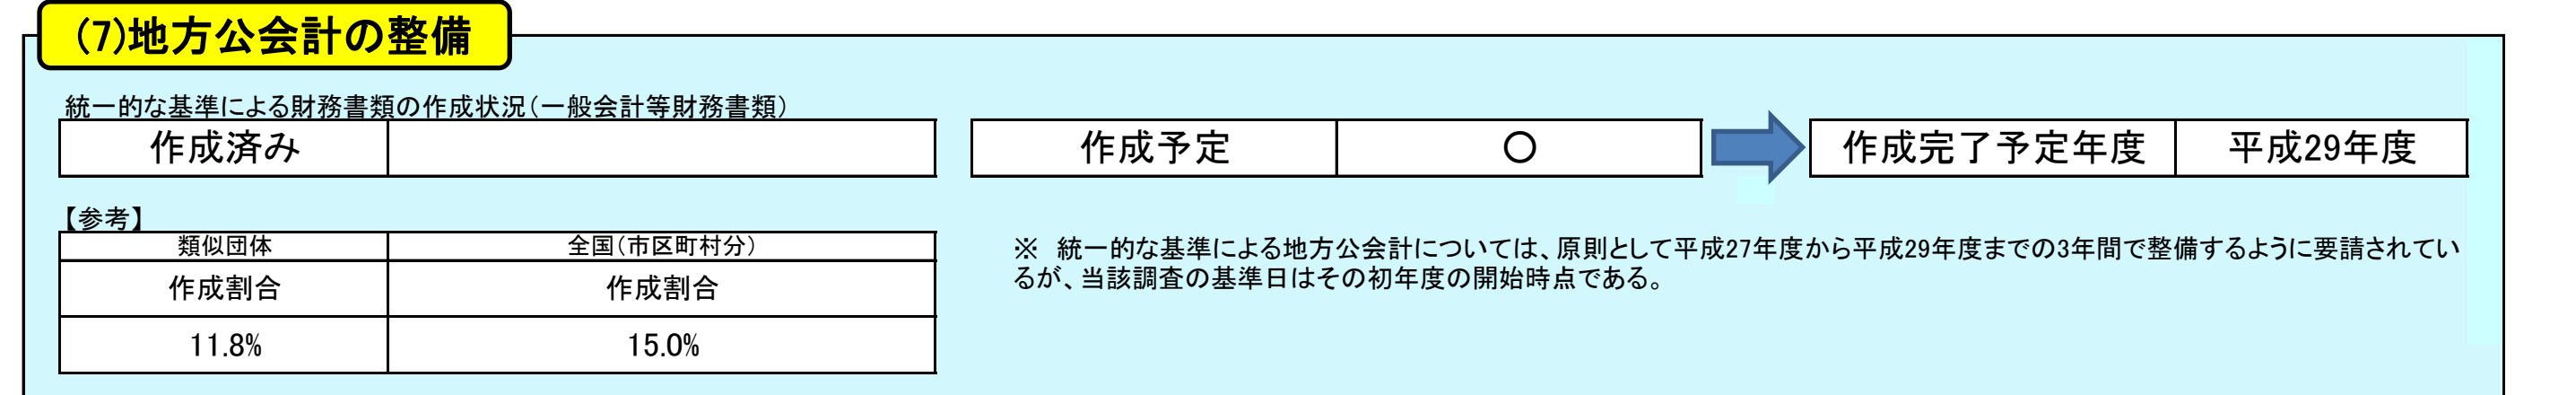 (7)地方公会計の整備
統一的な基準による財務書類の作成状況(一般会計等財務書類)
作成済み
作成予定 ○
作成完了予定年度 平成29年度
【参考】
類似団体 全国(市区町村分)
作成割合 作成割合
11.8% 15.0%
※ 統一的な基準による地方公会計については、原則として平成27年度から平成29年度までの3年間で整備するように要請されてい
るが、当該調査の基準日はその初年度の開始時点である。